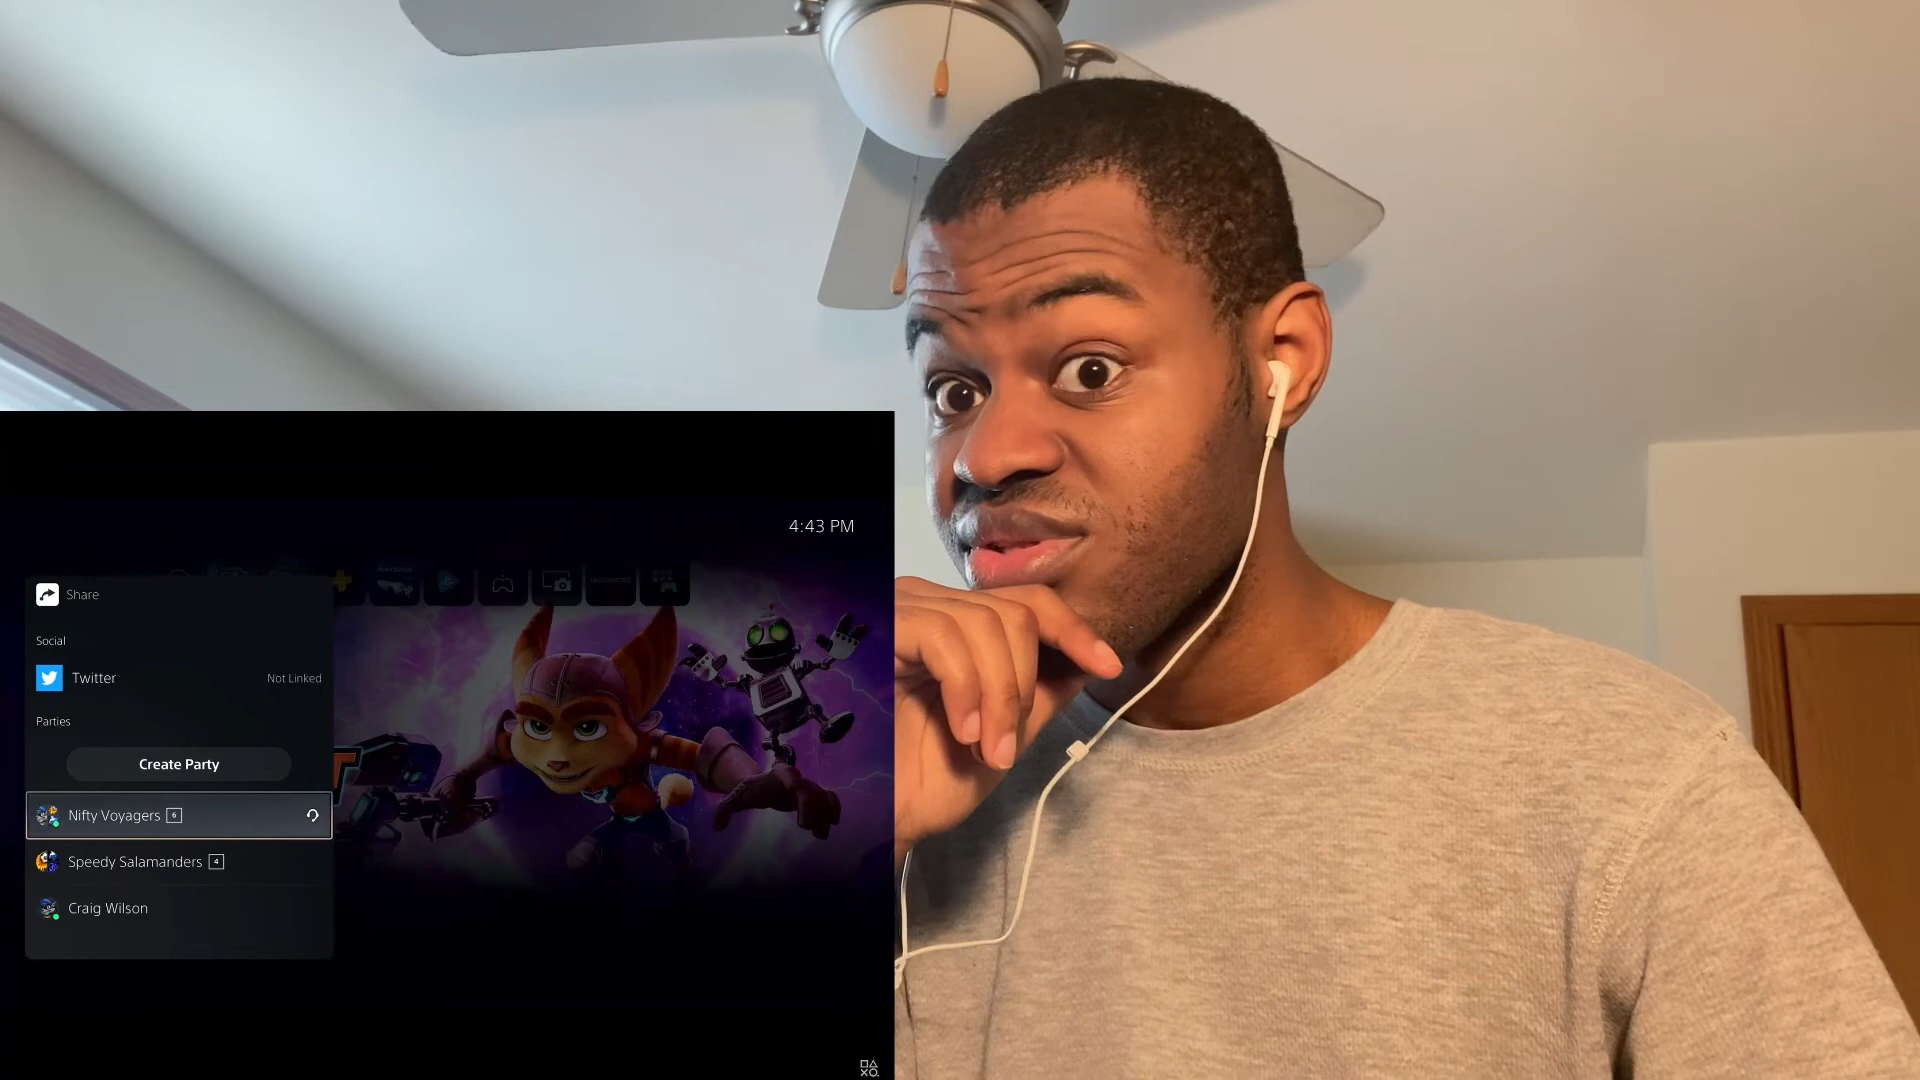 4:43 PM
Share
Social
Twitter
Not Linked
Parties
Create Party
Nifty Voyagers 6
Speedy Salamanders 4
Craig Wilson